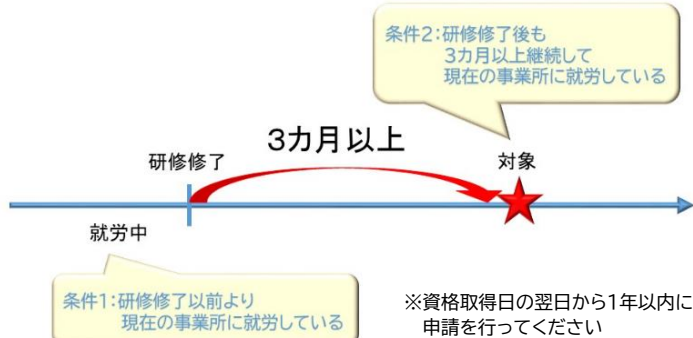 条件2:研修修了後も
3カ月以上継続して
現在の事業所に就労している
3カ月以上
研修修了
対象
就労中
条件1:研修修了以前より
現在の事業所に就労している
※資格取得日の翌日から1年以内に
申請を行ってください